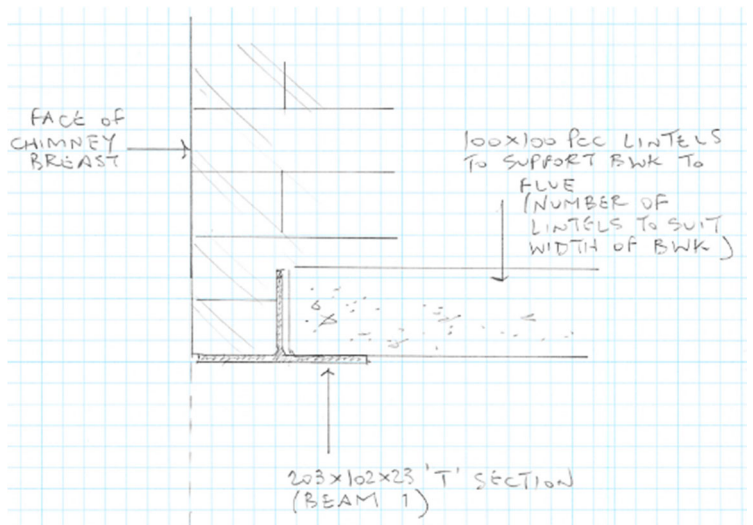 FACE OF
CHIMNEY
BREAST
100x100 PCC LINTELS
TO SUPPORT BWK TO
FLUE
(NUMBER OF
LINTELS TO SUIT
WIDTH OF BWK)
203x102x23 'T' SECTION
(BEAM 1)